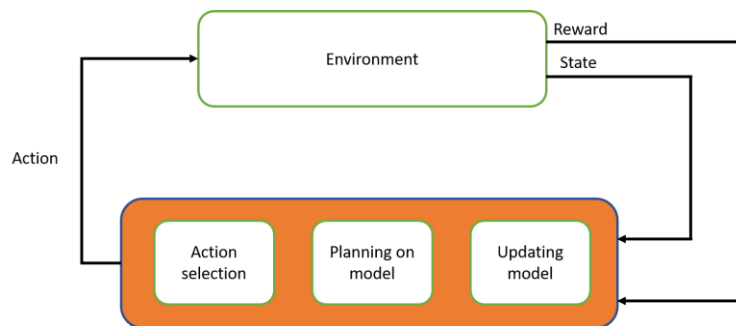 Reward
Environment
State
Action
Action
selection
Planning on
model
Updating
model